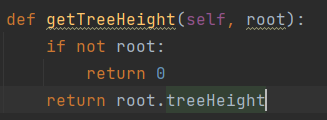 def getTreeHeight(self, root):
    if not root:
        return 0
    return root.treeHeight